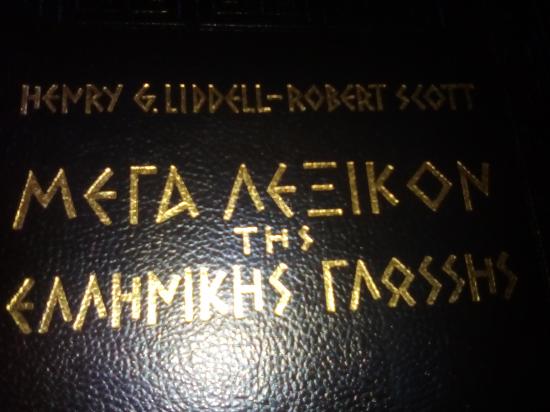 HENRY G. LIDDELL-ROBERT SCOTT
ΜΕΓΑ ΛΕΞΙΚΟΝ
ΤΗΣ
ΕΛΛΗΝΙΚΗΣ ΓΛΩΣΣΗΣ